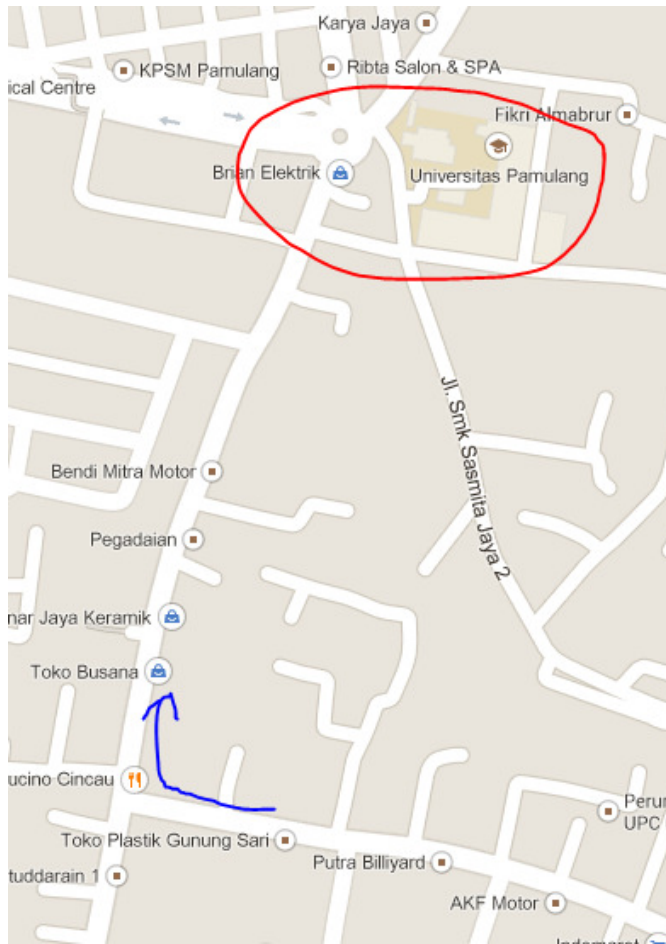 Karya Jaya
KPSM Pamulang
Ribta Salon & SPA
ical Centre
Fikri Almabrur
Brian Elektrik
Universitas Pamulang
Jl. Smk Sasmita Jaya 2
Bendi Mitra Motor
Pegadaian
nar Jaya Keramik
Toko Busana
ucino Cincau
Perur
UPC
Toko Plastik Gunung Sari
Putra Billiyard
tuddarain 1
AKF Motor